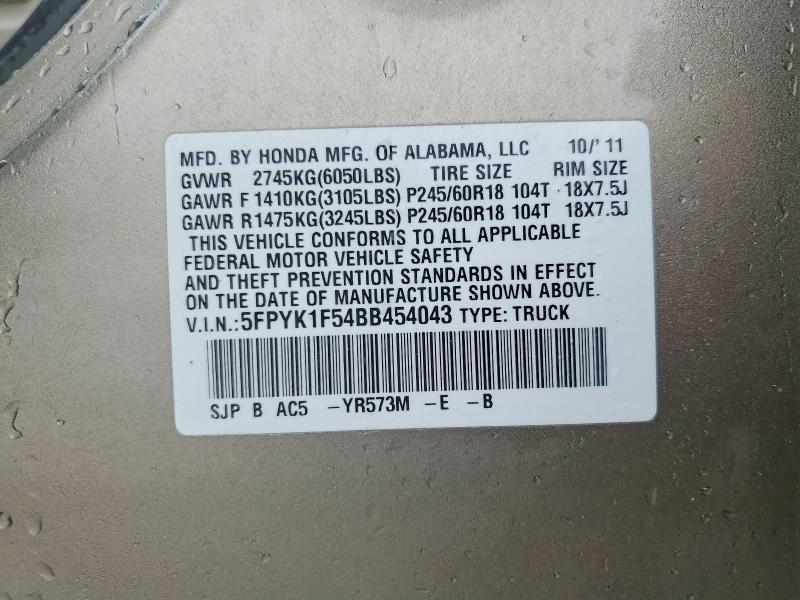 MFD. BY HONDA MFG. OF ALABAMA, LLC 10/'11
GVWR 2745KG(6050LBS) TIRE SIZE RIM SIZE
GAWR F 1410KG(3105LBS) P245/60R18 104T 18X7.5J
GAWR R1475KG(3245LBS) P245/60R18 104T 18X7.5J
THIS VEHICLE CONFORMS TO ALL APPLICABLE
FEDERAL MOTOR VEHICLE SAFETY
AND THEFT PREVENTION STANDARDS IN EFFECT
ON THE DATE OF MANUFACTURE SHOWN ABOVE.
V.I.N.:5FPYK1F54BB454043 TYPE: TRUCK
SJP B AC5 -YR573M -E -B